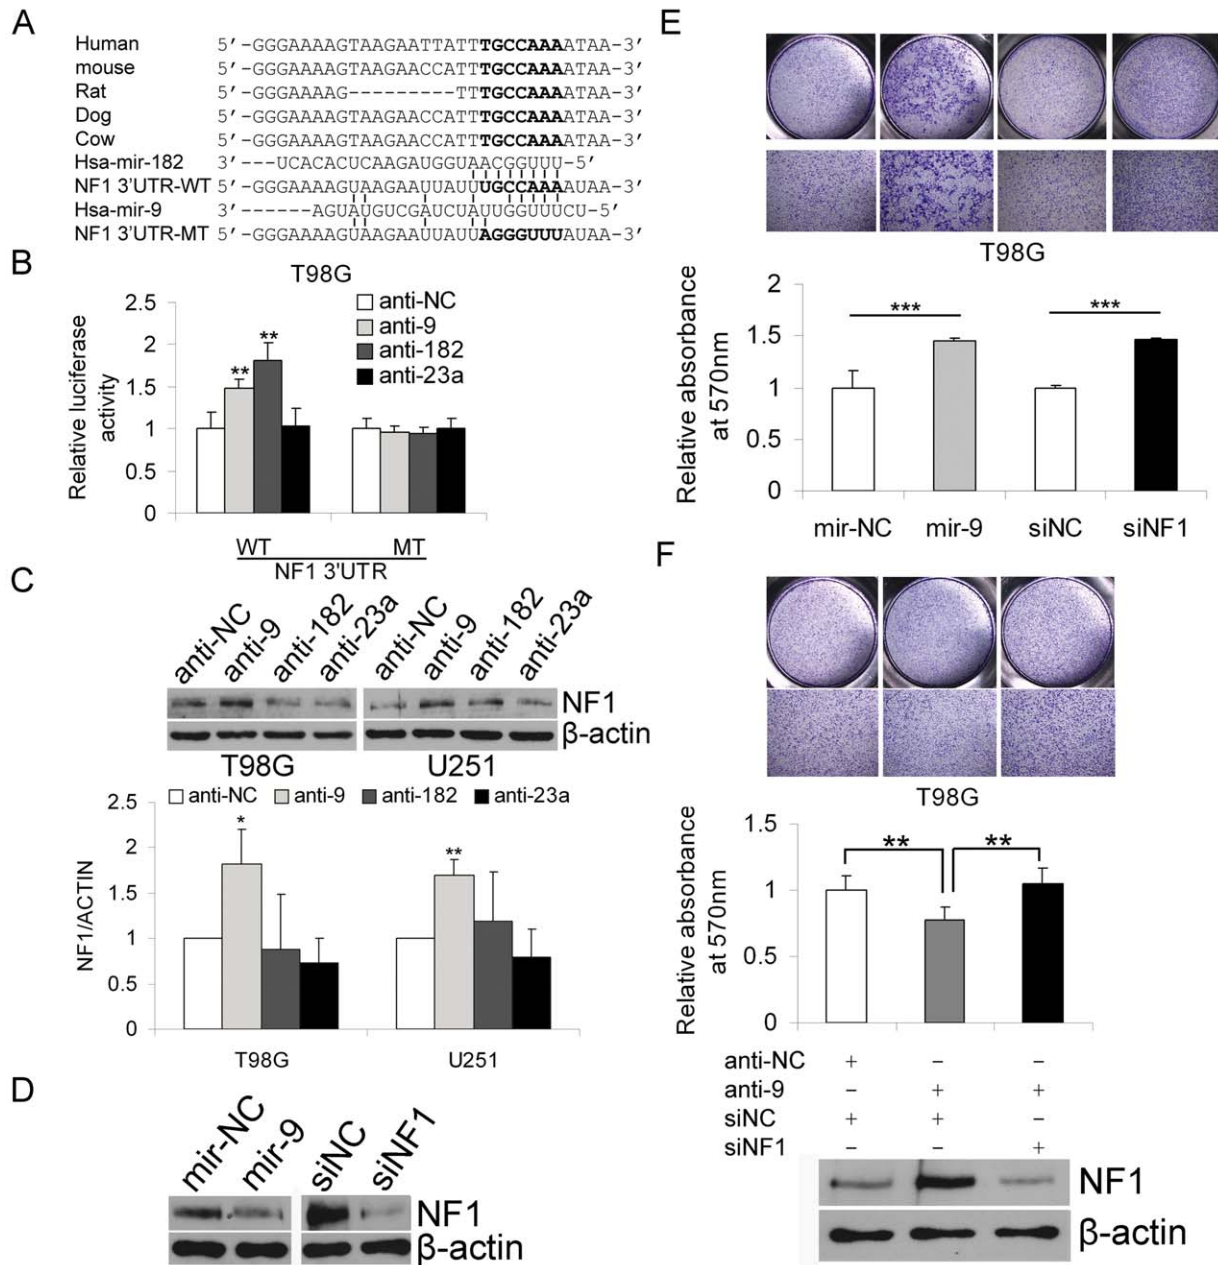 A
Human 5′-GGGAAAAGTAAGAATTATTTGCCAAAATAA-3′
mouse 5′-GGGAAAAGTAAGAACCATTTGCCAAAATAA-3′
Rat 5′-GGGAAAAG---------TTTGCCAAAATAA-3′
Dog 5′-GGGAAAAGTAAGAACCATTTGCCAAAATAA-3′
Cow 5′-GGGAAAAGTAAGAACCATTTGCCAAAATAA-3′
Hsa-mir-182 3′---UCACACUCAAGAUGGUAACGGUUU-5′
NF1 3'UTR-WT 5′-GGGAAAAGUAAGAAUUAUUUGCCAAAAUAA-3′
Hsa-mir-9 3′------AGUAUGUCGAUCUAUUGGUUUCU-5′
NF1 3'UTR-MT 5′-GGGAAAAGUAAGAAUUAUUAGGGUUUAUAA-3′
B
T98G
Relative luciferase
activity
2.5
2
1.5
1
0.5
0
**
**
anti-NC
anti-9
anti-182
anti-23a
WT MT
NF1 3'UTR
C
anti-NC anti-9 anti-182 anti-23a anti-NC anti-9 anti-182 anti-23a
NF1
β-actin
T98G U251
anti-NC anti-9 anti-182 anti-23a
NF1/ACTIN
2.5
2
1.5
1
0.5
0
*
**
T98G U251
D
mir-NC mir-9 siNC siNF1
NF1
β-actin
E
T98G
Relative absorbance
at 570nm
2
1.5
1
0.5
0
*** ***
mir-NC mir-9 siNC siNF1
F
T98G
Relative absorbance
at 570nm
1.5
1
0.5
0
** **
anti-NC + − −
anti-9 − + +
siNC + + −
siNF1 − − +
NF1
β-actin